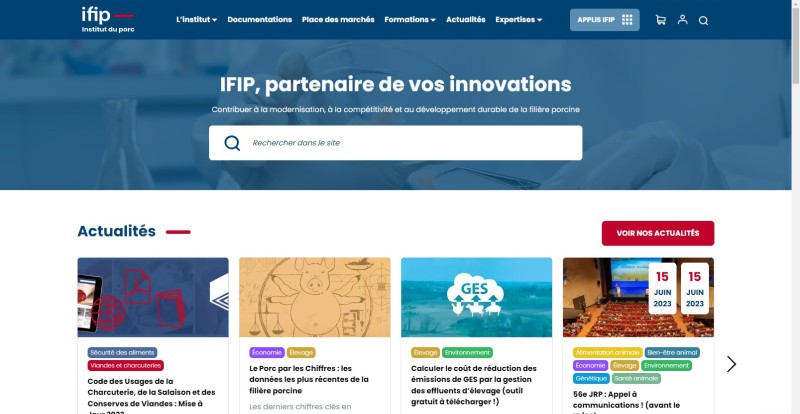 ifip
Institut du porc
L'institut
Documentations
Place des marchés
Formations
Actualités
Expertises
APPLIS IFIP
IFIP, partenaire de vos innovations
Contribuer à la modernisation, à la compétitivité et au développement durable de la filière porcine
Rechercher dans le site
Actualités
VOIR NOS ACTUALITÉS
Sécurité des aliments
Viandes et charcuteries
Code des Usages de la
Charcuterie, de la Salaison et des
Conserves de Viandes : Mise à
Économie
Élevage
Le Porc par les Chiffres : les
données les plus récentes de la
filière porcine
Les derniers chiffres clés en
GES
Élevage
Environnement
Calculer le coût de réduction des
émissions de GES par la gestion
des effluents d'élevage (outil
gratuit à télécharger !)
15
JUIN
2023
15
JUIN
2023
Alimentation animale
Bien-être animal
Économie
Élevage
Environnement
Génétique
Santé animale
56e JRP : Appel à
communications ! (avant le